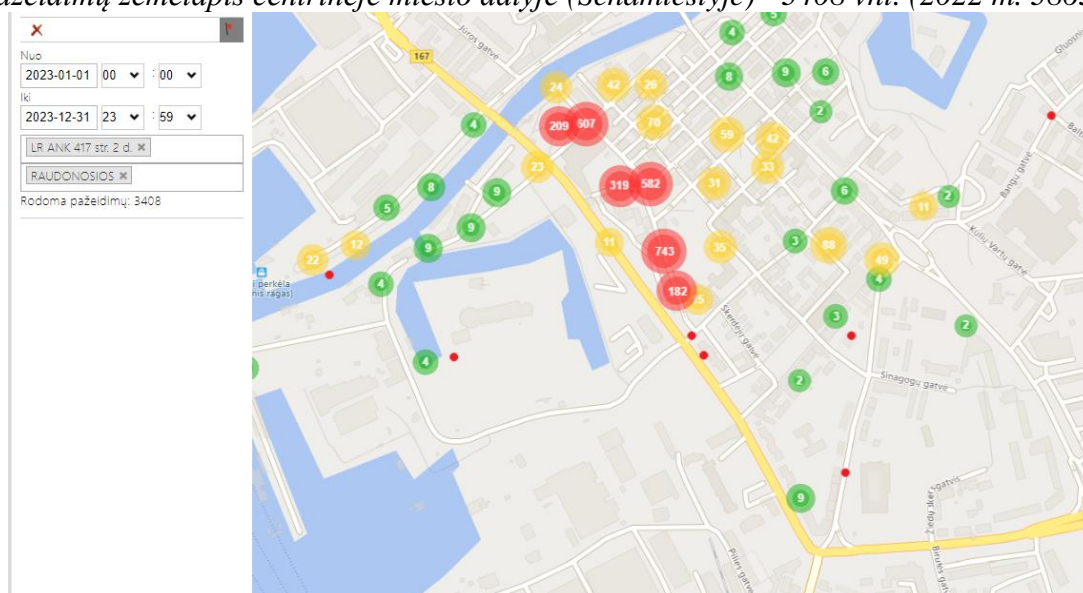 žemėlapis centrinėje miesto dalyje (Senamiestyje) - 3408 vnt. (2022 m.
Nuo
2023-01-01 00 : 00
Iki
2023-12-31 23 : 59
LR ANK 417 str. 2 d. ×
RAUDONOSIOS ×
Rodoma pažeidimų: 3408
Jūros gatvė
167
4
8
9
6
24
42
26
2
209
607
70
4
59
42
23
33
319
582
31
8
9
5
6
11
2
Bangų gatvė
9
9
12
22
11
743
35
3
88
49
Kūlių Vartų gatvė
perkėla
ragas)
4
182
4
3
2
Skerdėjų gatvė
4
2
Sinagogų gatvė
9
Pilies gatvė